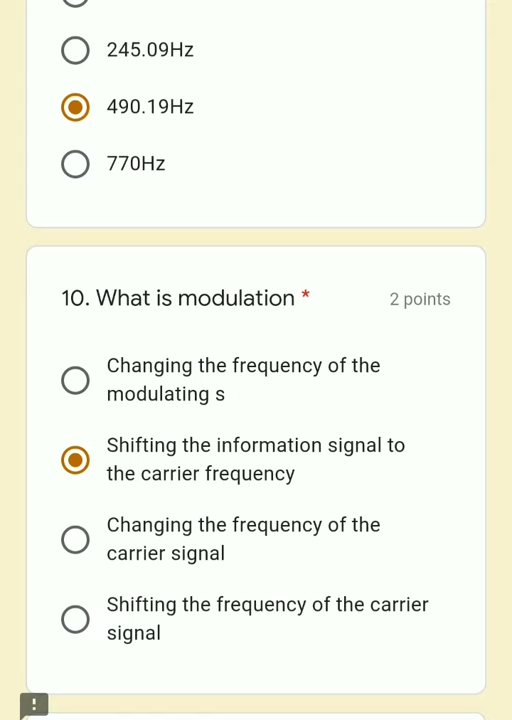 245.09Hz
490.19Hz
770Hz
10. What is modulation *
2 points
Changing the frequency of the
modulating s
Shifting the information signal to
the carrier frequency
Changing the frequency of the
carrier signal
Shifting the frequency of the carrier
signal
!